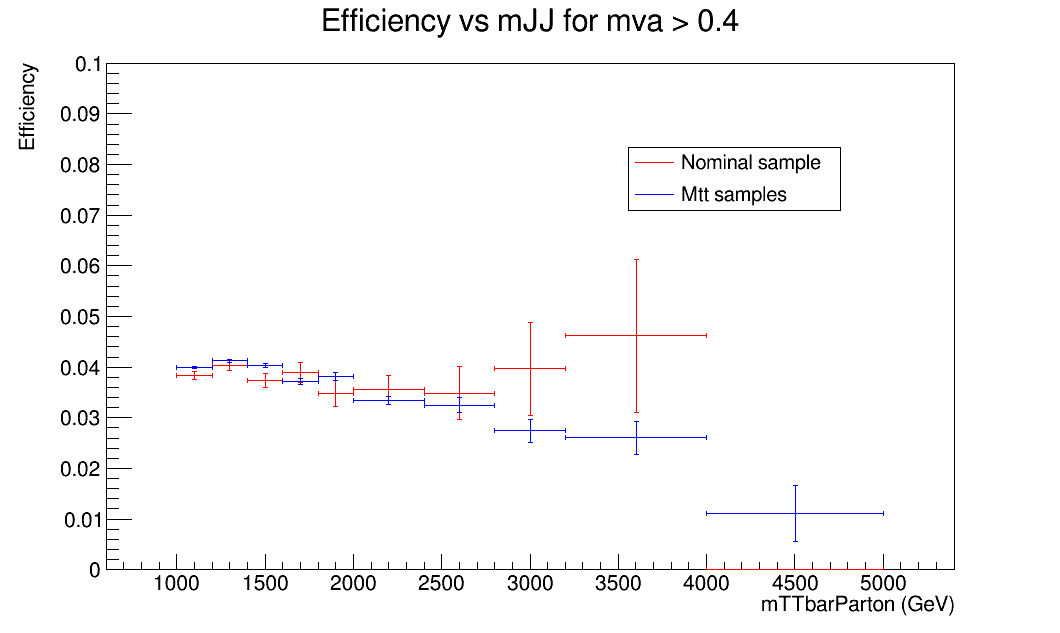 Efficiency vs mJJ for mva > 0.4
Efficiency
0.1
0.09
0.08
0.07
0.06
0.05
0.04
0.03
0.02
0.01
0
Nominal sample
Mtt samples
1000 1500 2000 2500 3000 3500 4000 4500 5000
mTTbarParton (GeV)